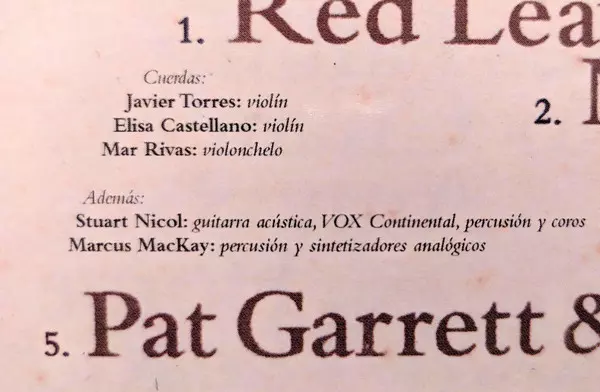 1. Red Lea
Cuerdas:
Javier Torres: violín
Elisa Castellano: violín
2.
Mar Rivas: violonchelo
Además:
Stuart Nicol: guitarra acústica, VOX Continental, percusión y coros
Marcus MacKay: percusión y sintetizadores analógicos
5. Pat Garrett &